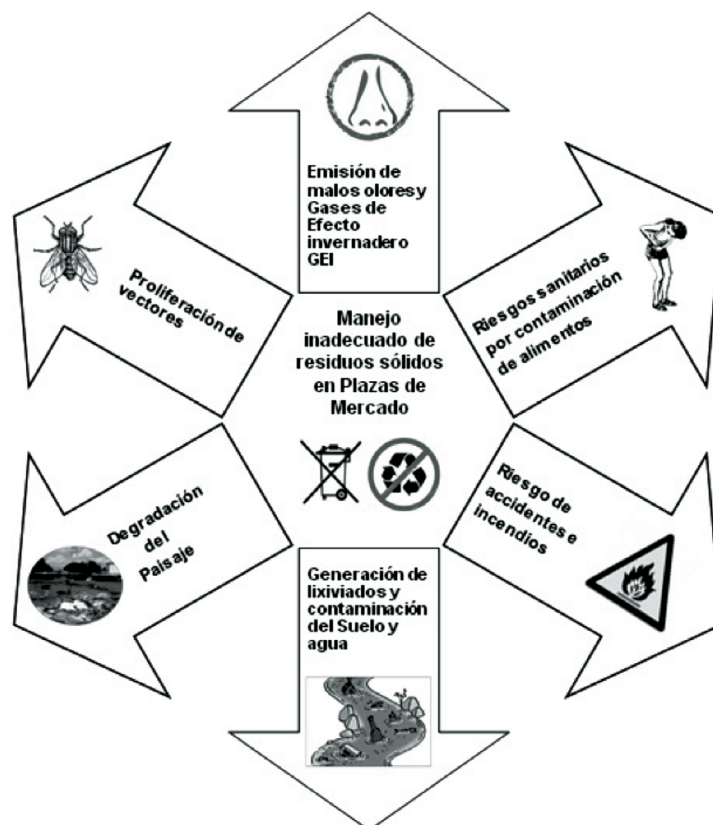 Emisión de
malos olores y
Gases de
Efecto
invernadero
GEI
Proliferación de
vectores
Riesgos sanitarios
por contaminación
de alimentos
Manejo
inadecuado de
residuos sólidos
en Plazas de
Mercado
Degradación
del
Paisaje
Riesgo de
accidentes e
incendios
Generación de
lixiviados y
contaminación
del Suelo y
agua